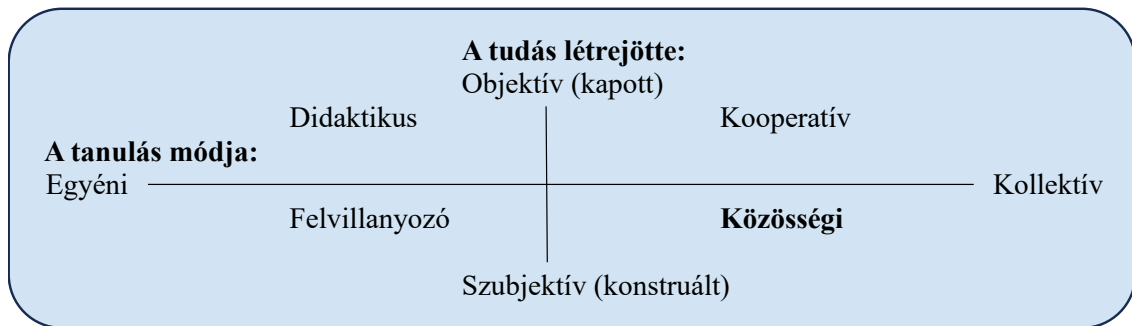 A tudás létrejötte:
Objektív (kapott)
Didaktikus Kooperatív
A tanulás módja:
Egyéni Kollektív
Felvillanyozó Közösségi
Szubjektív (konstruált)